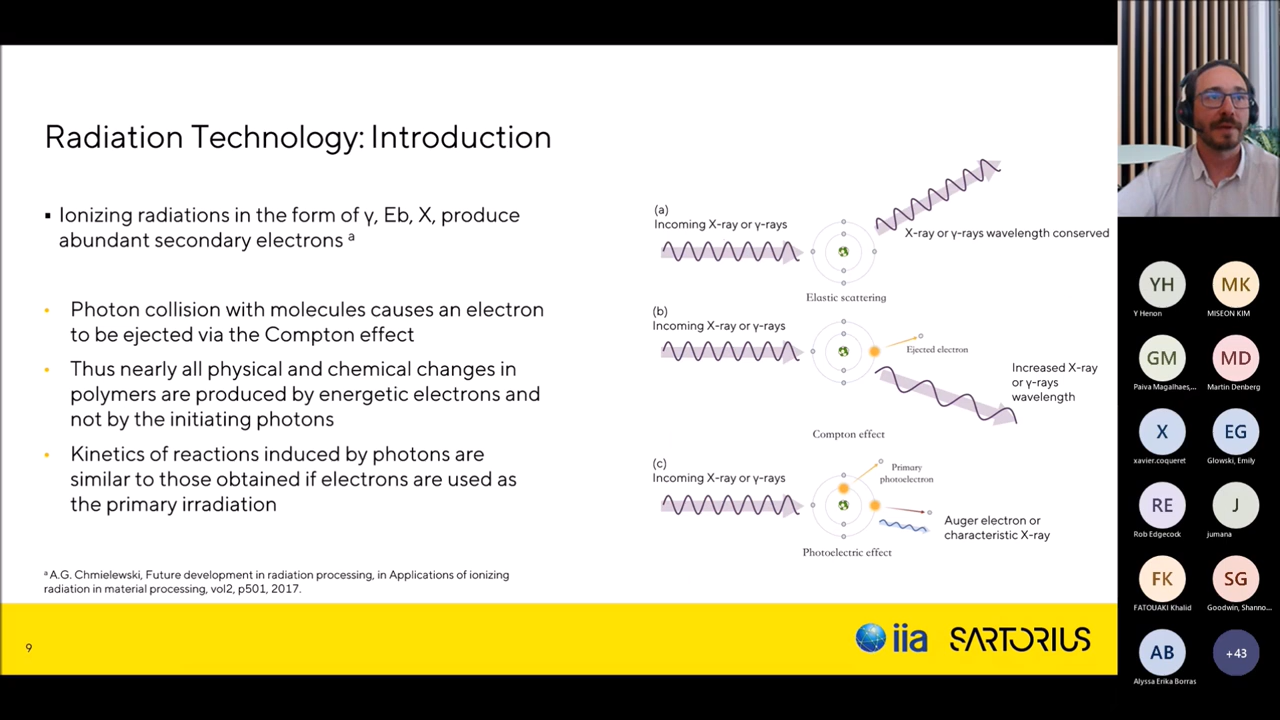 Radiation Technology: Introduction
▪ Ionizing radiations in the form of γ, Eb, X, produce
abundant secondary electrons ª
• Photon collision with molecules causes an electron
to be ejected via the Compton effect
• Thus nearly all physical and chemical changes in
polymers are produced by energetic electrons and
not by the initiating photons
• Kinetics of reactions induced by photons are
similar to those obtained if electrons are used as
the primary irradiation
ª A.G. Chmielewski, Future development in radiation processing, in Applications of ionizing
radiation in material processing, vol2, p501, 2017.
(a)
Incoming X-ray or γ-rays
X-ray or γ-rays wavelength conserved
Elastic scattering
(b)
Incoming X-ray or γ-rays
Ejected electron
Increased X-ray
or γ-rays
wavelength
Compton effect
(c)
Incoming X-ray or γ-rays
Primary
photoelectron
Auger electron or
characteristic X-ray
Photoelectric effect
9
iia
SARTORIUS
YH
Y Henon
MK
MISEON KIM
GM
Paiva Magalhaes,...
MD
Martin Denberg
X
xavier.coqueret
EG
Glowski, Emily
RE
Rob Edgecock
J
jumana
FK
FATOUAKI Khalid
SG
Goodwin, Shanno...
AB
Alyssa Erika Borras
+43